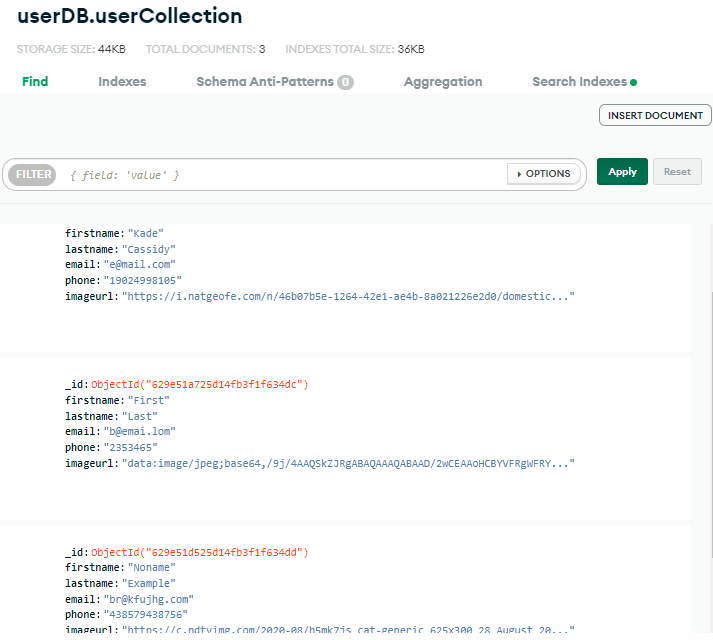 userDB.userCollection
STORAGE SIZE: 44KB TOTAL DOCUMENTS: 3 INDEXES TOTAL SIZE: 36KB
Find Indexes Schema Anti-Patterns 0 Aggregation Search Indexes
INSERT DOCUMENT
FILTER { field: 'value' } OPTIONS Apply Reset
firstname: "Kade"
lastname: "Cassidy"
email: "e@mail.com"
phone: "19024998105"
imageurl: "https://i.natgeofe.com/n/46b07b5e-1264-42e1-ae4b-8a021226e2d0/domestic..."
_id: ObjectId("629e51a725d14fb3f1f634dc")
firstname: "First"
lastname: "Last"
email: "b@emai.lom"
phone: "2353465"
imageurl: "data:image/jpeg;base64,/9j/4AAQSkZJRgABAQAAAQABAAD/2wCEAAoHCBYVFRgWFRY..."
_id: ObjectId("629e51d525d14fb3f1f634dd")
firstname: "Noname"
lastname: "Example"
email: "br@kfujhg.com"
phone: "438579438756"
imageurl: "https://c.ndtvimg.com/2020-08/h5mk7js_cat-generic_625x300_28_August_20..."